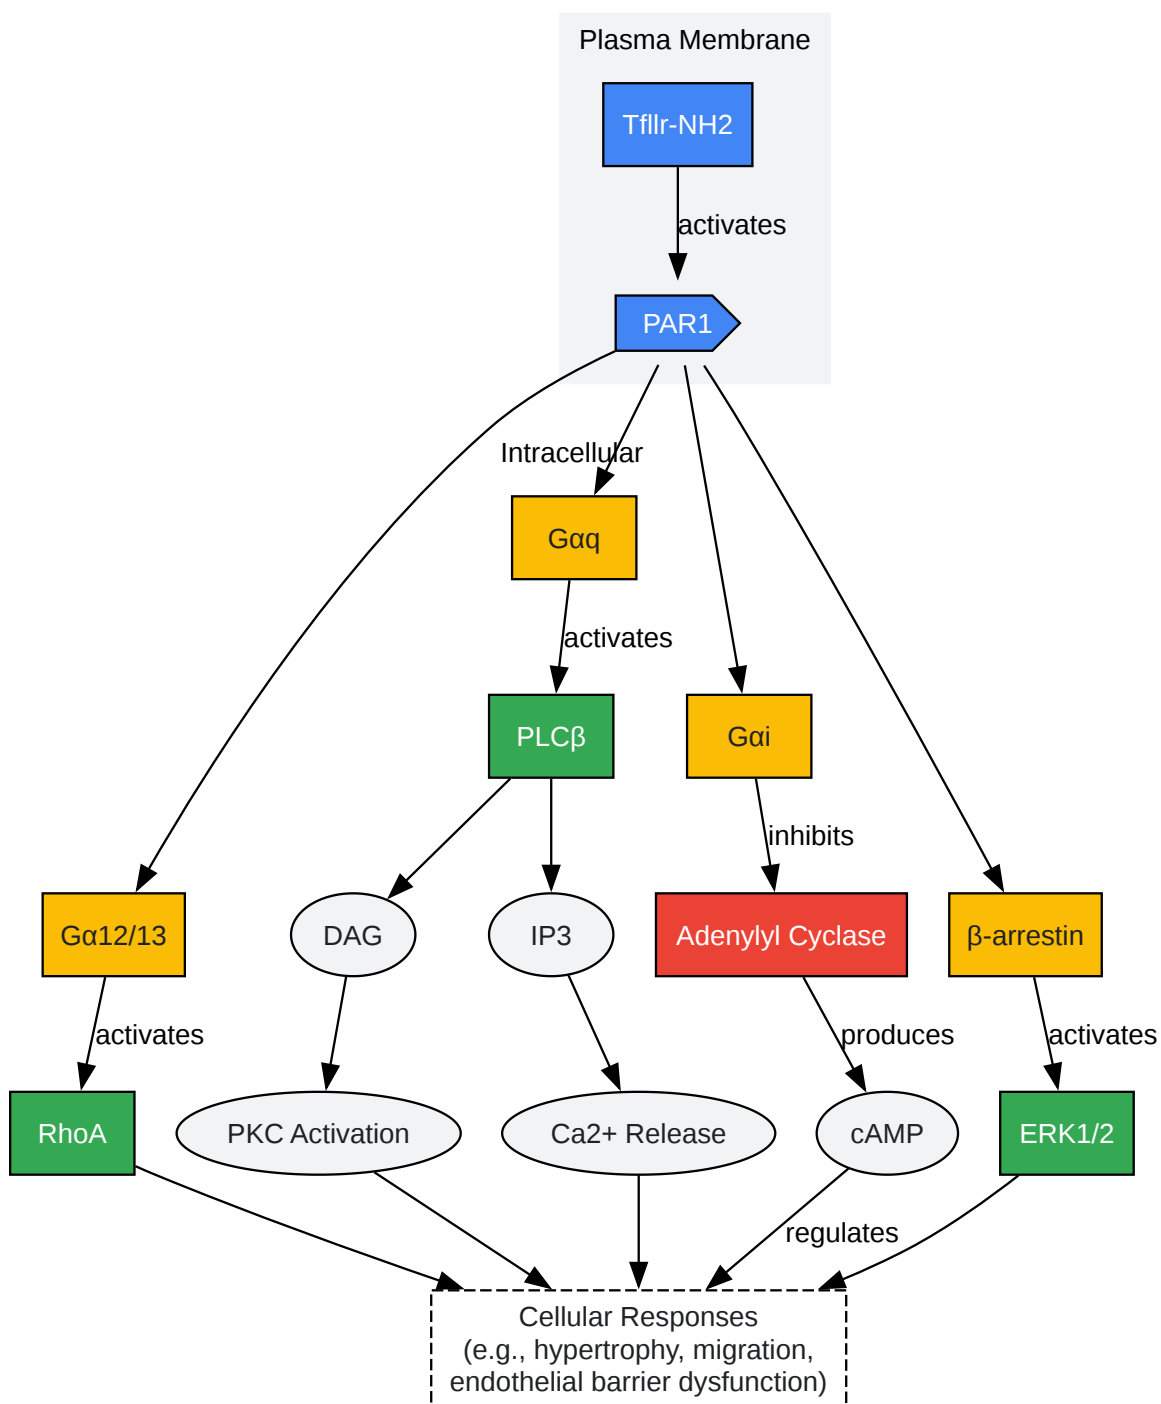 Plasma Membrane
Tfllr-NH2
activates
PAR1
Intracellular
Gαq
activates
PLCβ
Gαi
inhibits
Gα12/13
DAG
IP3
Adenylyl Cyclase
β-arrestin
activates
produces
activates
RhoA
PKC Activation
Ca2+ Release
cAMP
ERK1/2
regulates
Cellular Responses
(e.g., hypertrophy, migration,
endothelial barrier dysfunction)